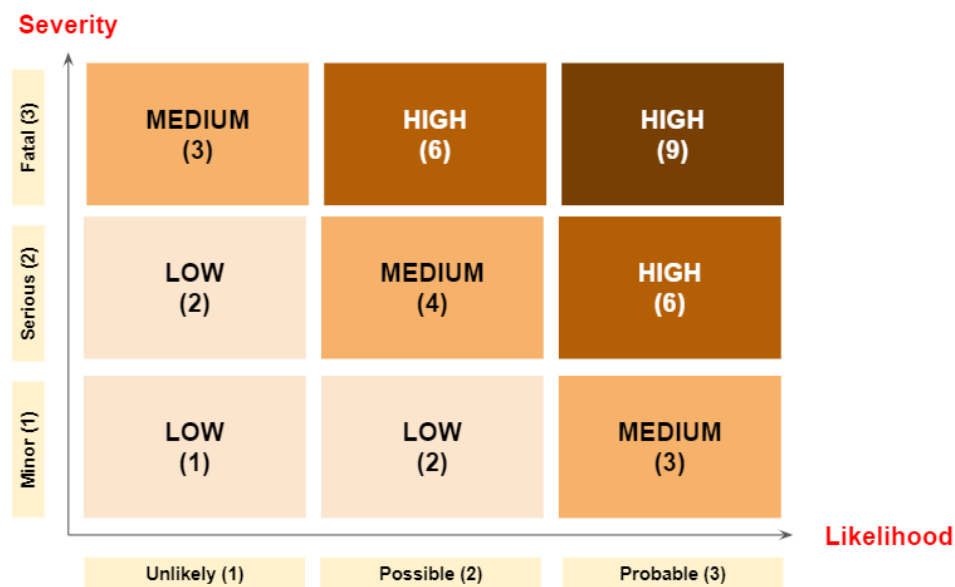 Severity
Fatal (3)
MEDIUM
(3)
HIGH
(6)
HIGH
(9)
Serious (2)
LOW
(2)
MEDIUM
(4)
HIGH
(6)
Minor (1)
LOW
(1)
LOW
(2)
MEDIUM
(3)
Likelihood
Unlikely (1)
Possible (2)
Probable (3)